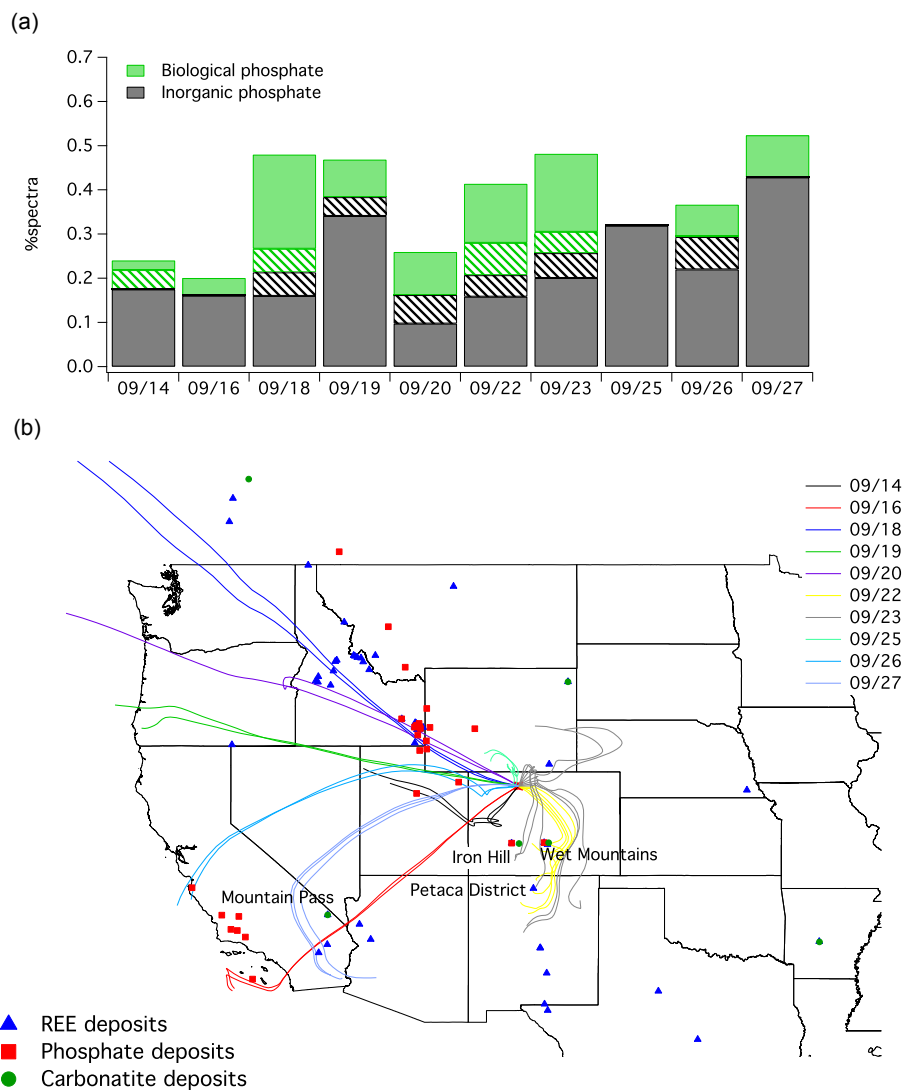 (a)
0.7
0.6
0.5
0.4
0.3
0.2
0.1
0.0
%spectra
Biological phosphate
Inorganic phosphate
09/14 09/16 09/18 09/19 09/20 09/22 09/23 09/25 09/26 09/27
(b)
09/14
09/16
09/18
09/19
09/20
09/22
09/23
09/25
09/26
09/27
Iron Hill
Wet Mountains
Petaca District
Mountain Pass
REE deposits
Phosphate deposits
Carbonatite deposits